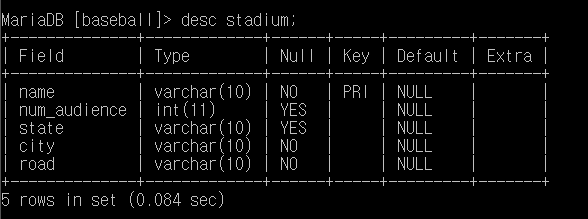 MariaDB [baseball]> desc stadium;
+--------------+-------------+------+-----+---------+-------+
| Field        | Type        | Null | Key | Default | Extra |
+--------------+-------------+------+-----+---------+-------+
| name         | varchar(10) | NO   | PRI | NULL    |       |
| num_audience | int(11)     | YES  |     | NULL    |       |
| state        | varchar(10) | YES  |     | NULL    |       |
| city         | varchar(10) | NO   |     | NULL    |       |
| road         | varchar(10) | NO   |     | NULL    |       |
+--------------+-------------+------+-----+---------+-------+
5 rows in set (0.084 sec)